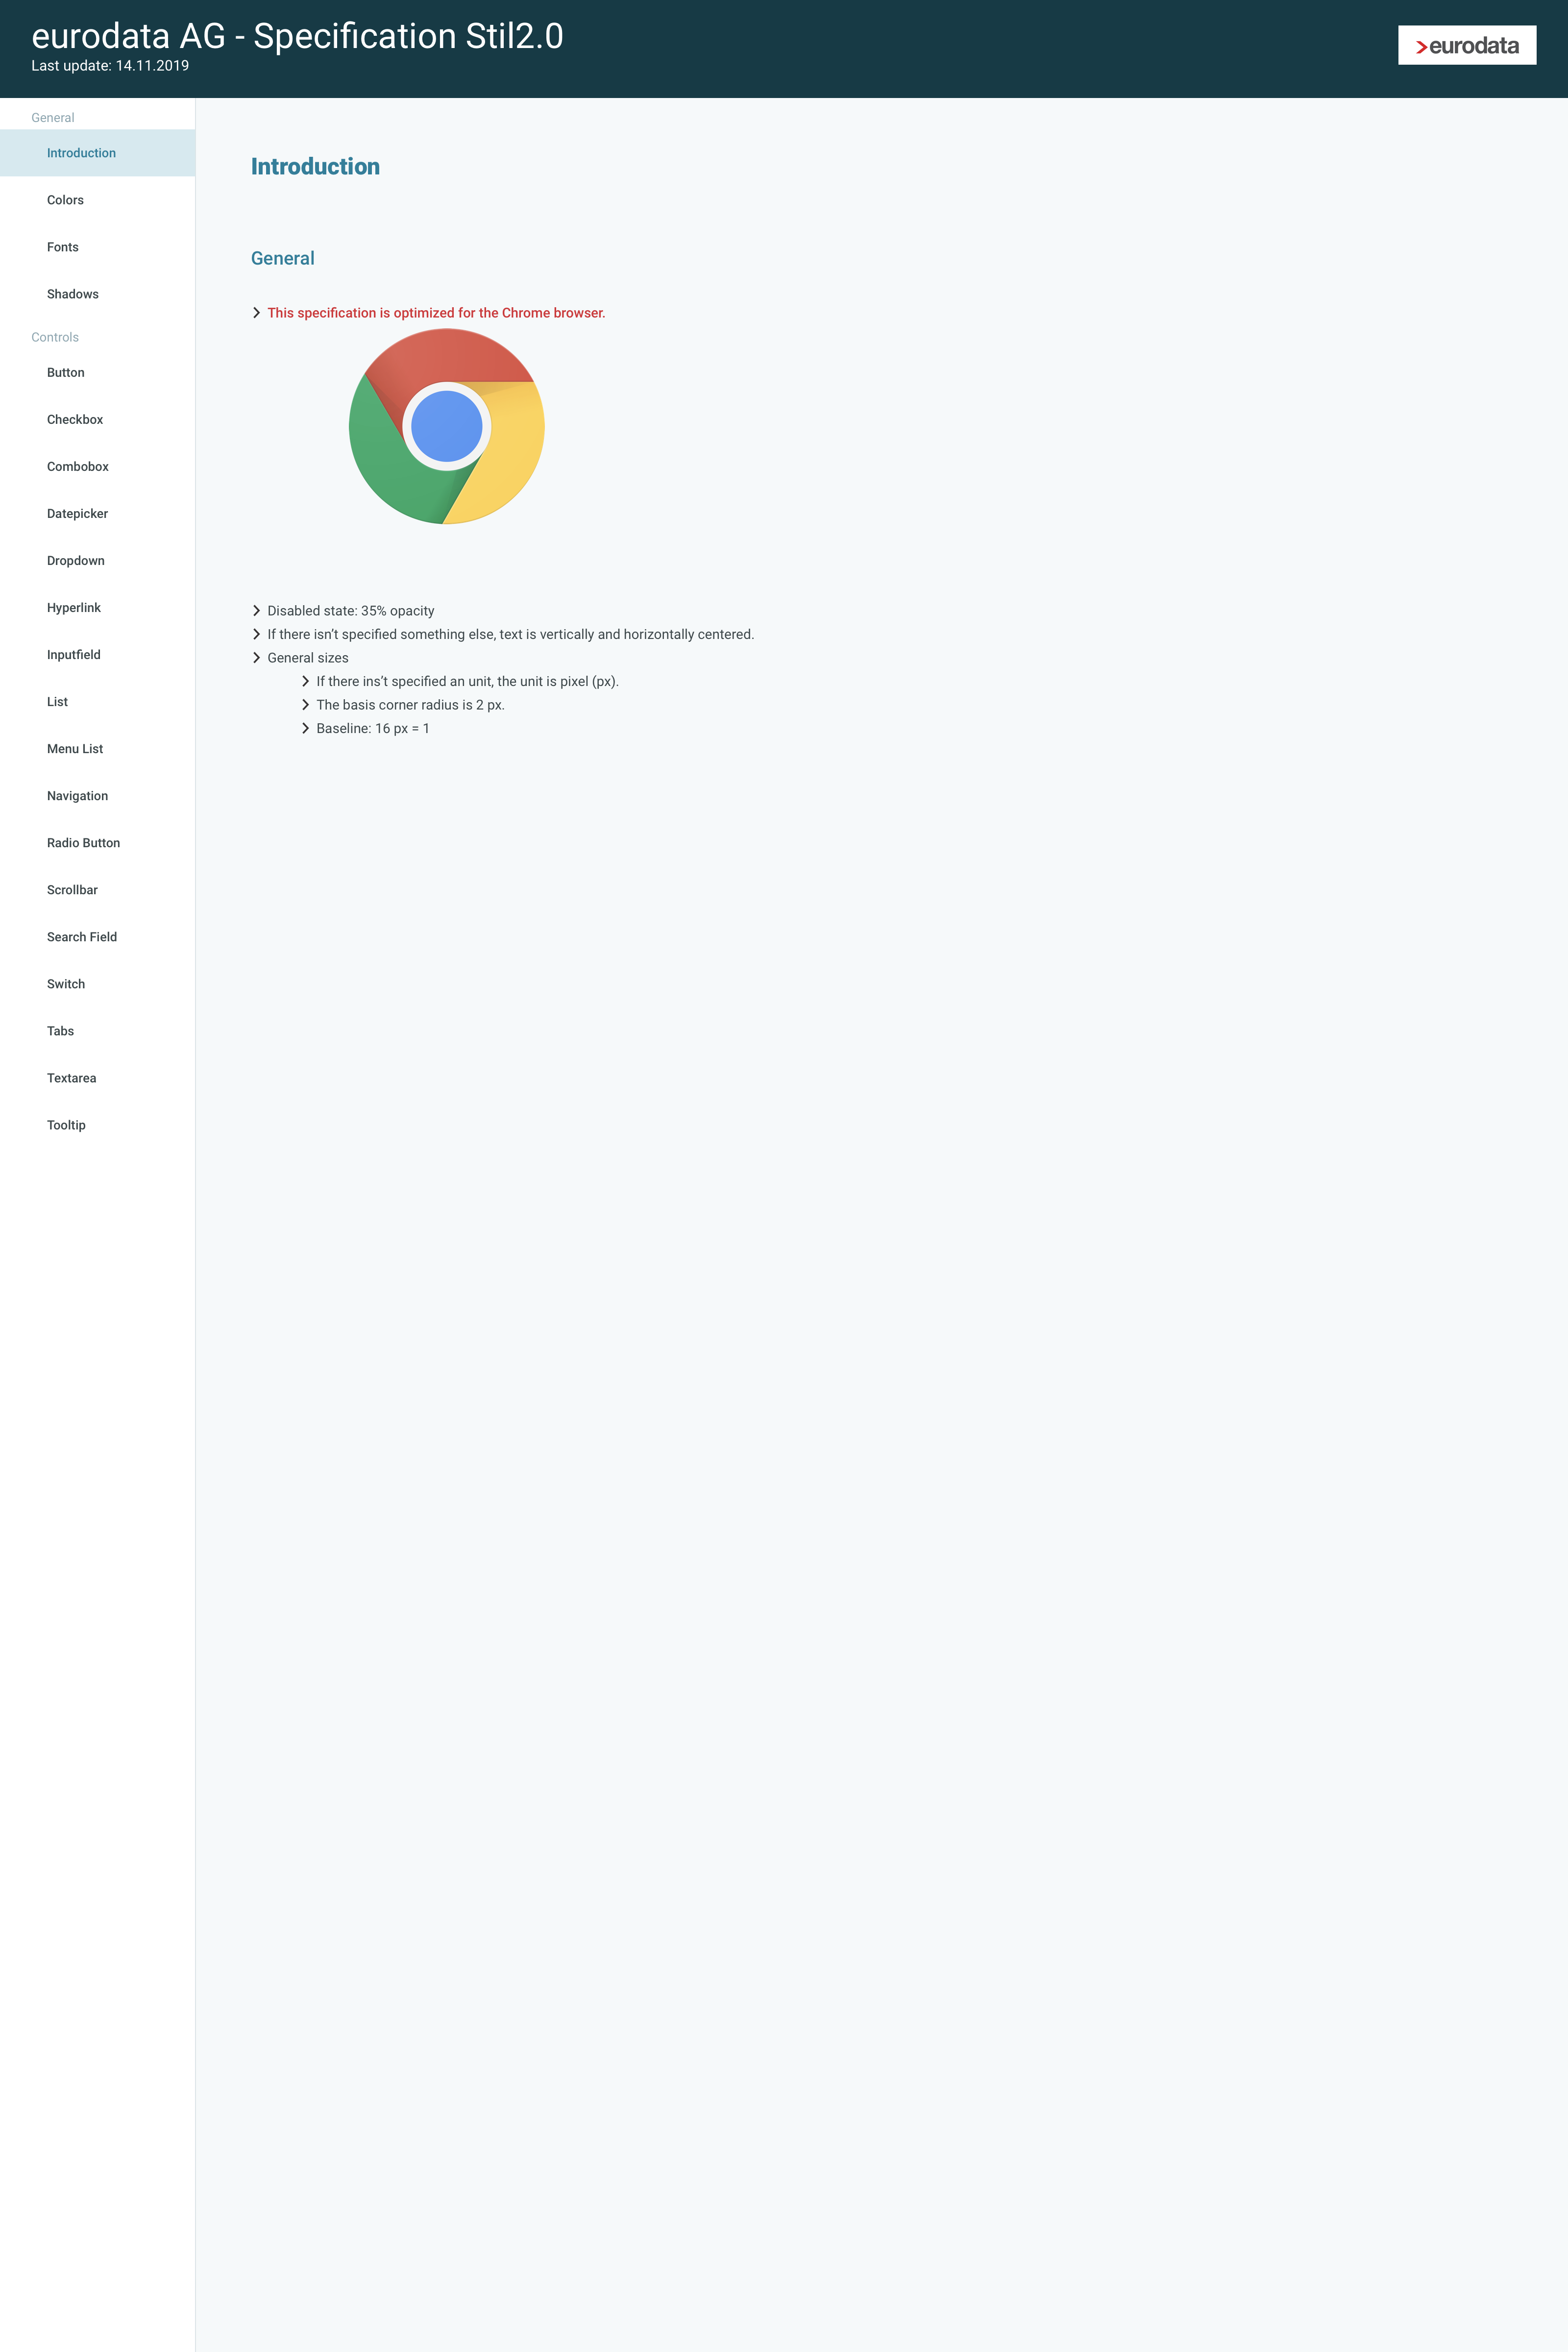 eurodata AG - Specification Stil2.0
Last update: 14.11.2019
eurodata
General
Introduction
Colors
Fonts
Shadows
Controls
Button
Checkbox
Combobox
Datepicker
Dropdown
Hyperlink
Inputfield
List
Menu List
Navigation
Radio Button
Scrollbar
Search Field
Switch
Tabs
Textarea
Tooltip
Introduction
General
This specification is optimized for the Chrome browser.
Disabled state: 35% opacity
If there isn’t specified something else, text is vertically and horizontally centered.
General sizes
If there ins’t specified an unit, the unit is pixel (px).
The basis corner radius is 2 px.
Baseline: 16 px = 1